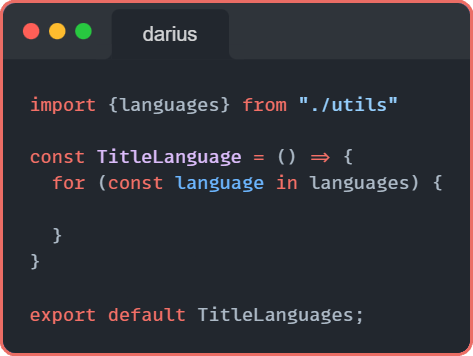 darius
import {languages} from "./utils"
const TitleLanguage = () => {
for (const language in languages) {
}
}
export default TitleLanguages;